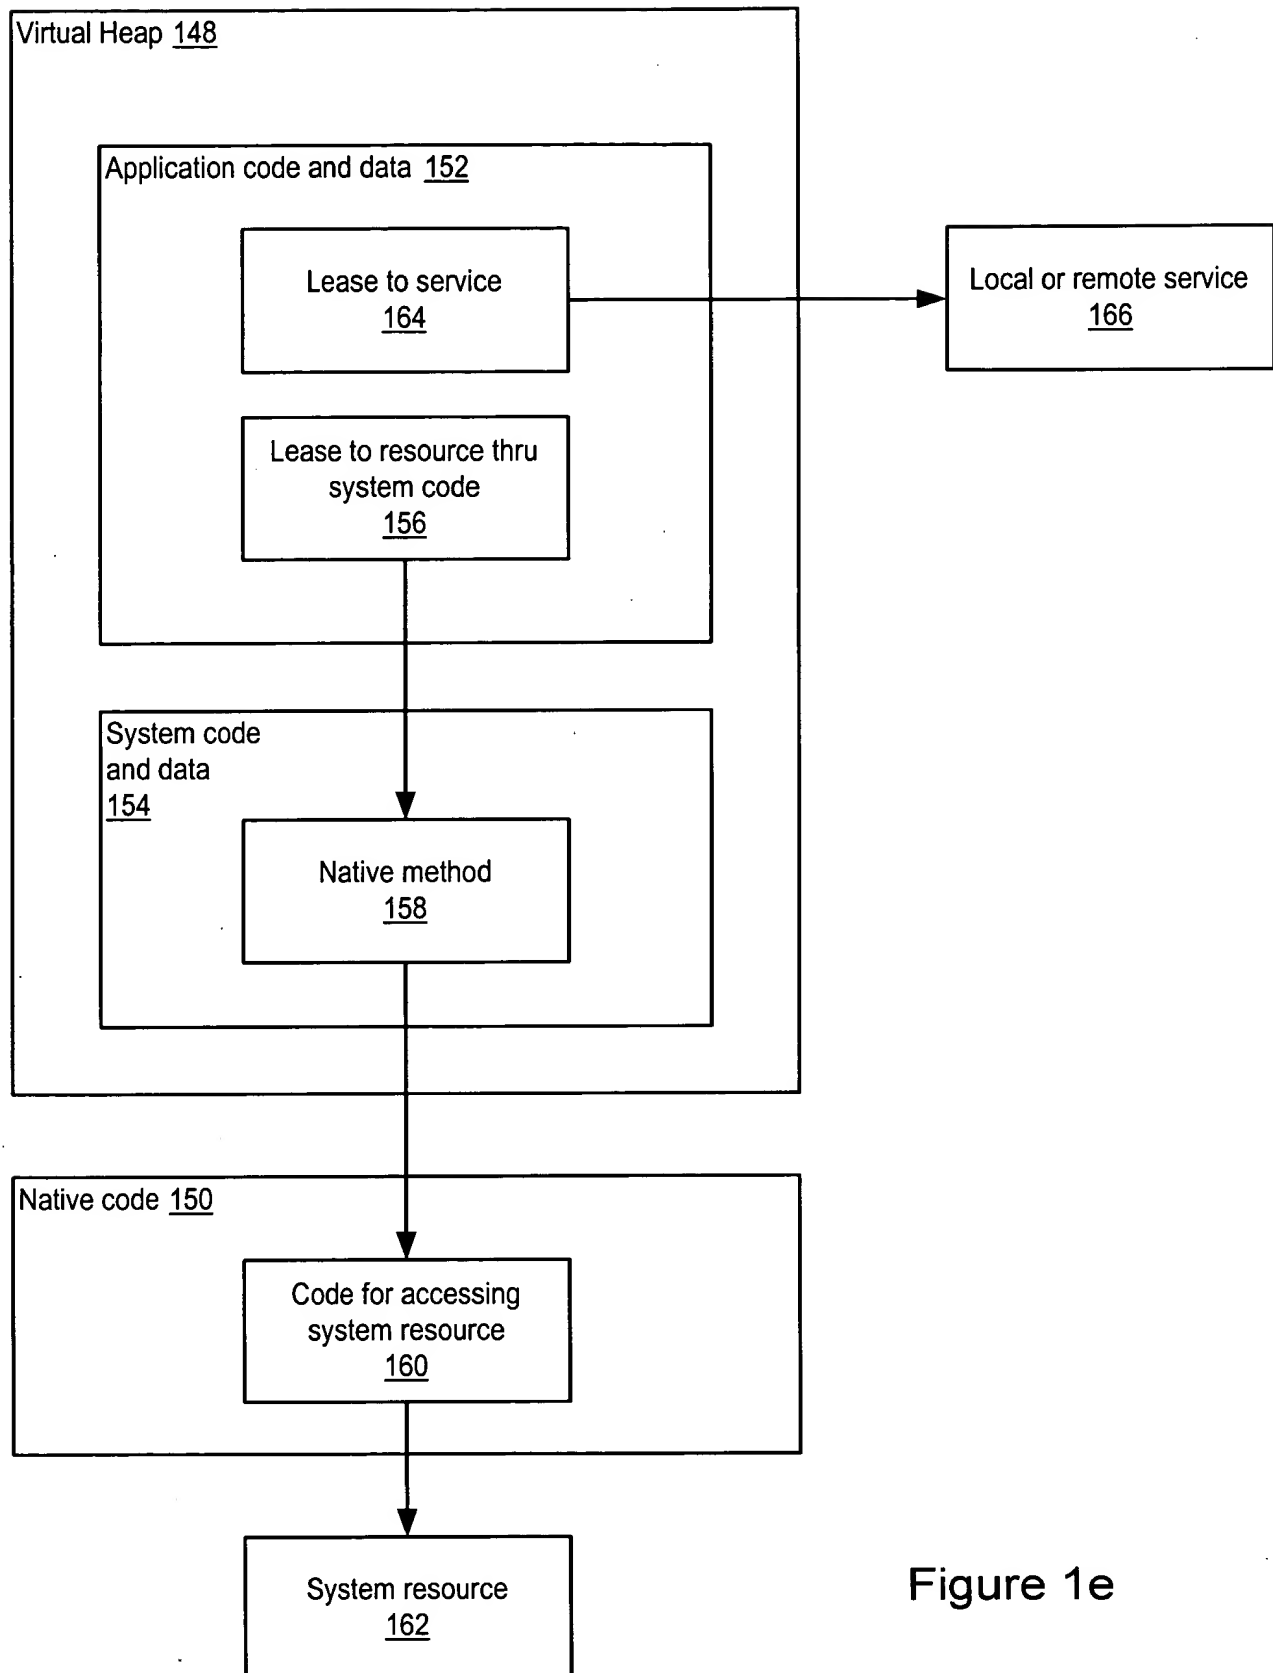 Virtual Heap 148
Application code and data 152
Lease to service
164
Local or remote service
166
Lease to resource thru
system code
156
System code
and data
154
Native method
158
Native code 150
Code for accessing
system resource
160
System resource
162
Figure 1e